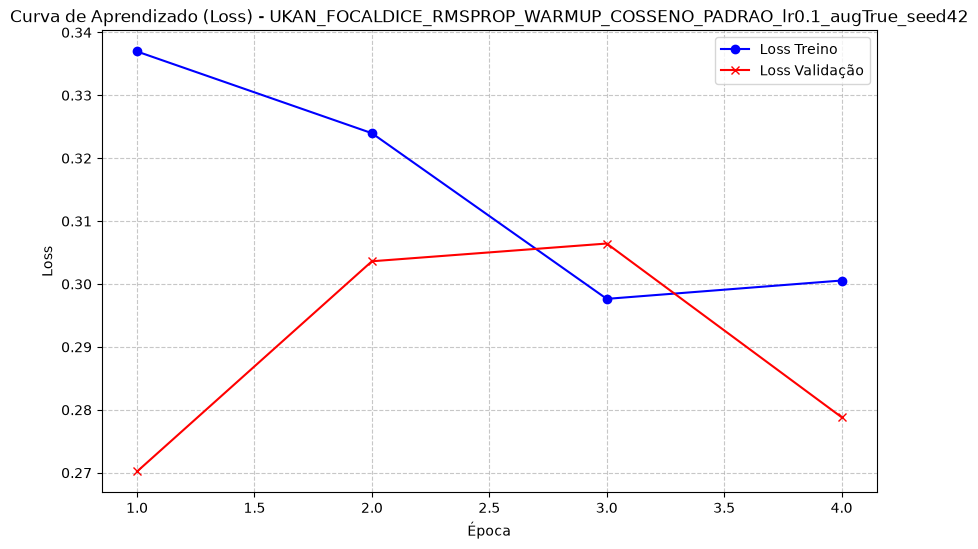 Curva de Aprendizado (Loss) - UKAN_FOCALDICE_RMSPROP_WARMUP_COSSENO_PADRAO_lr0.1_augTrue_seed42
Loss Treino
Loss Validação
0.34
0.33
0.32
0.31
0.30
0.29
0.28
0.27
Loss
1.0 1.5 2.0 2.5 3.0 3.5 4.0
Época